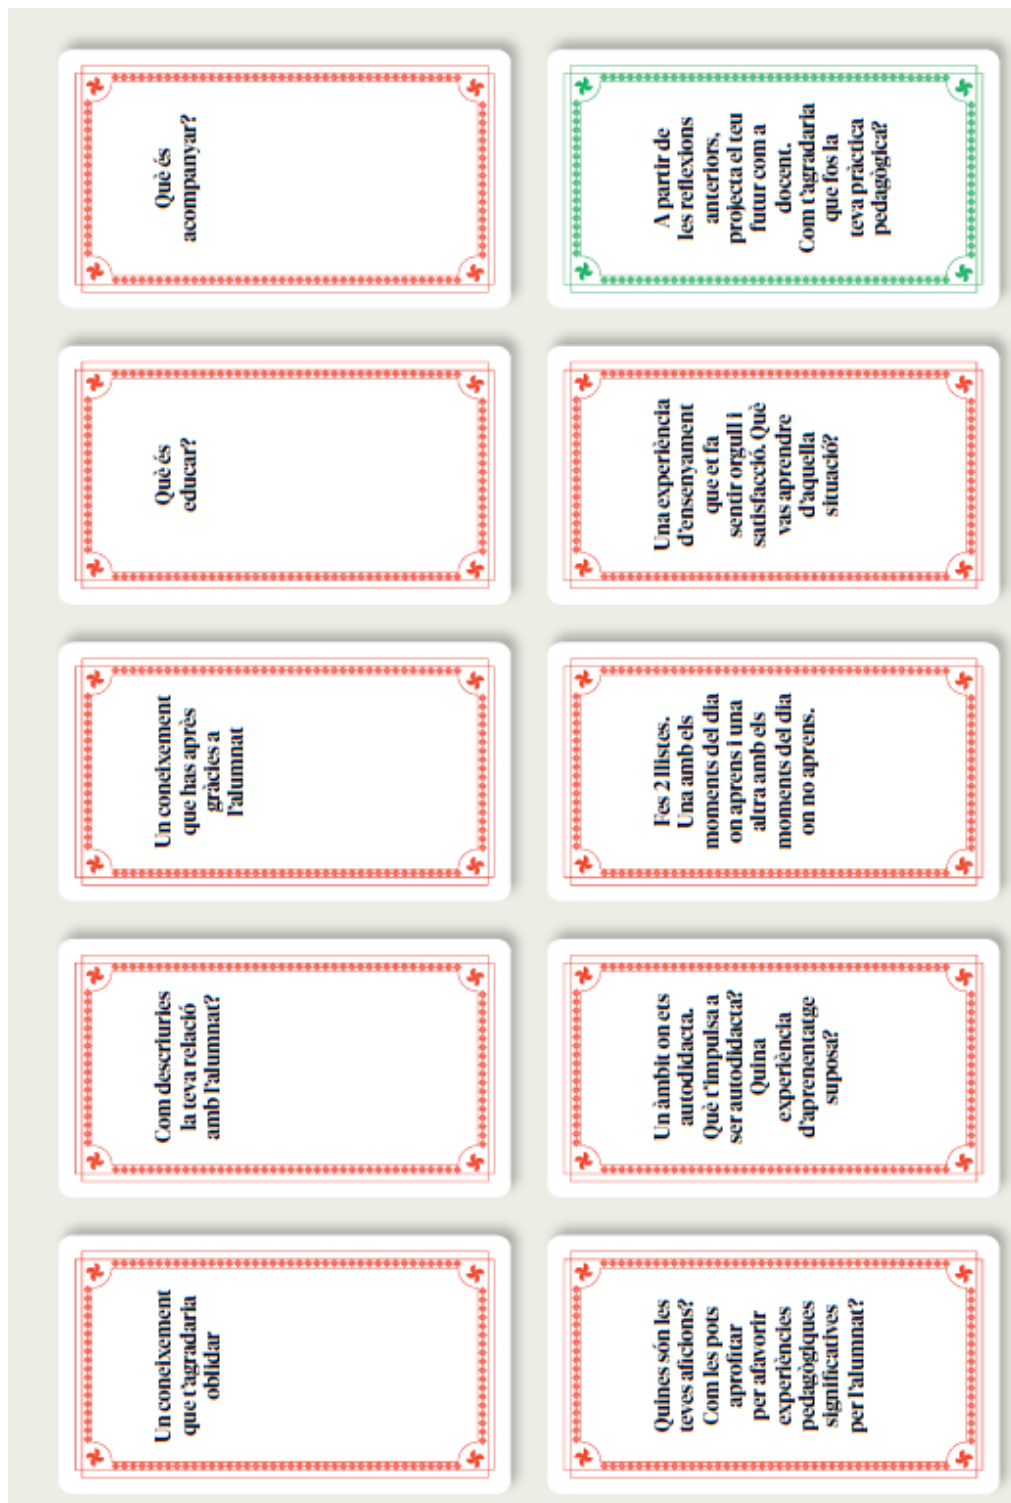 Un coneixement
que t'agradaria
oblidar
Com descriuries
la teva relació
amb l'alumnat?
Un coneixement
que has après
gràcies a
l'alumnat
Què és
educar?
Què és
acompanyar?
Quines són les
teves aficions?
Com les pots
aprofitar
per afavorir
experiències
pedagògiques
significatives
per l'alumnat?
Un àmbit on ets
autodidacta.
Què t'impulsa a
ser autodidacta?
Quina
experiència
d'aprenentatge
suposa?
Fes 2 llistes.
Una amb els
moments del dia
on aprens i una
altra amb els
moments del dia
on no aprens.
Una experiència
d'ensenyament
que et fa
sentir orgull i
satisfacció. Què
vas aprendre
d'aquella
situació?
A partir de
les reflexions
anteriors,
projecta el teu
futur com a
docent.
Com t'agradaria
que fos la
teva pràctica
pedagògica?